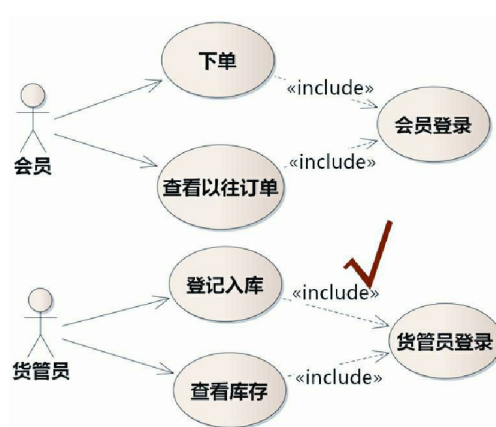 下单
«include»
会员登录
会员
«include»
查看以往订单
登记入库
«include»
货管员登录
货管员
«include»
查看库存